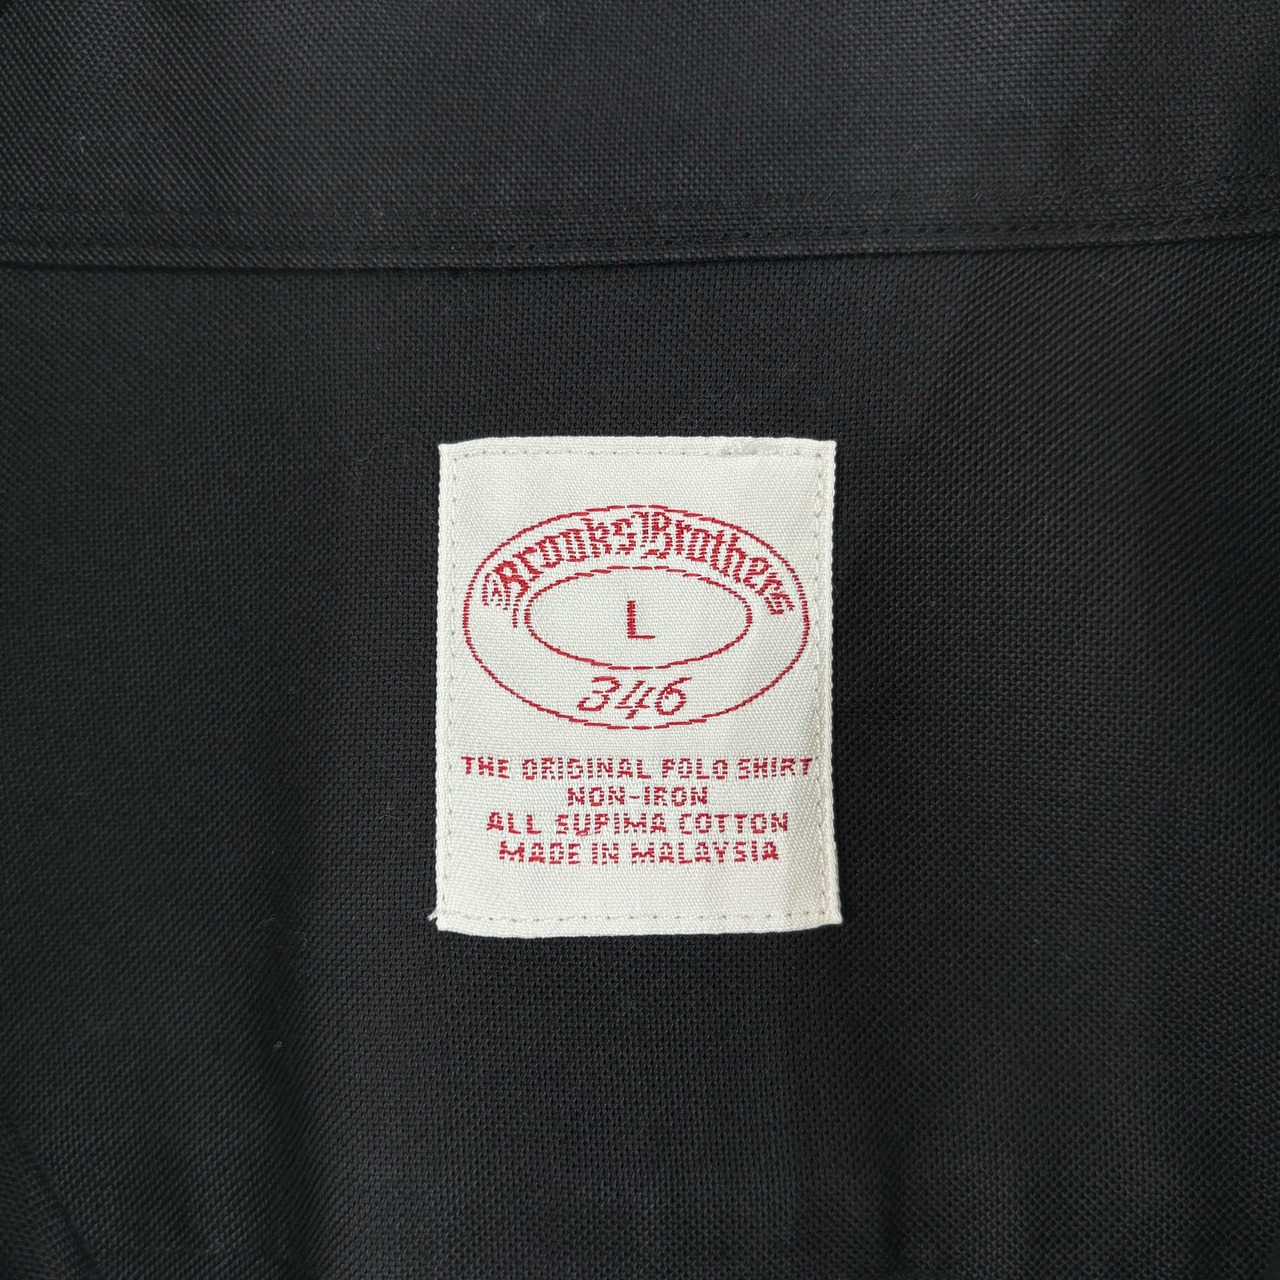 Brooks Brothers
L
346
THE ORIGINAL POLO SHIRT
NON-IRON
ALL SUPIMA COTTON
MADE IN MALAYSIA